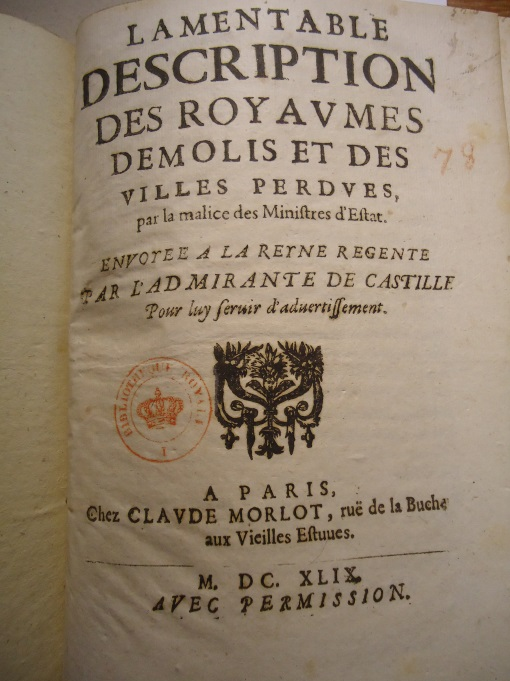 LAMENTABLE
DESCRIPTION
DES ROYAVMES
DEMOLIS ET DES
VILLES PERDVES,
par la malice des Miniſtres d'Eſtat.
78
ENVOYEE A LA REYNE REGENTE
PAR L'ADMIRANTE DE CASTILLE
Pour luy ſeruir d'aduertiſſement.
BIBLIOTHEQUE ROYALE
I
A PARIS,
Chez CLAVDE MORLOT, ruë de la Buche
aux Vieilles Eſtuues.
M. DC. XLIX.
AVEC PERMISSION.